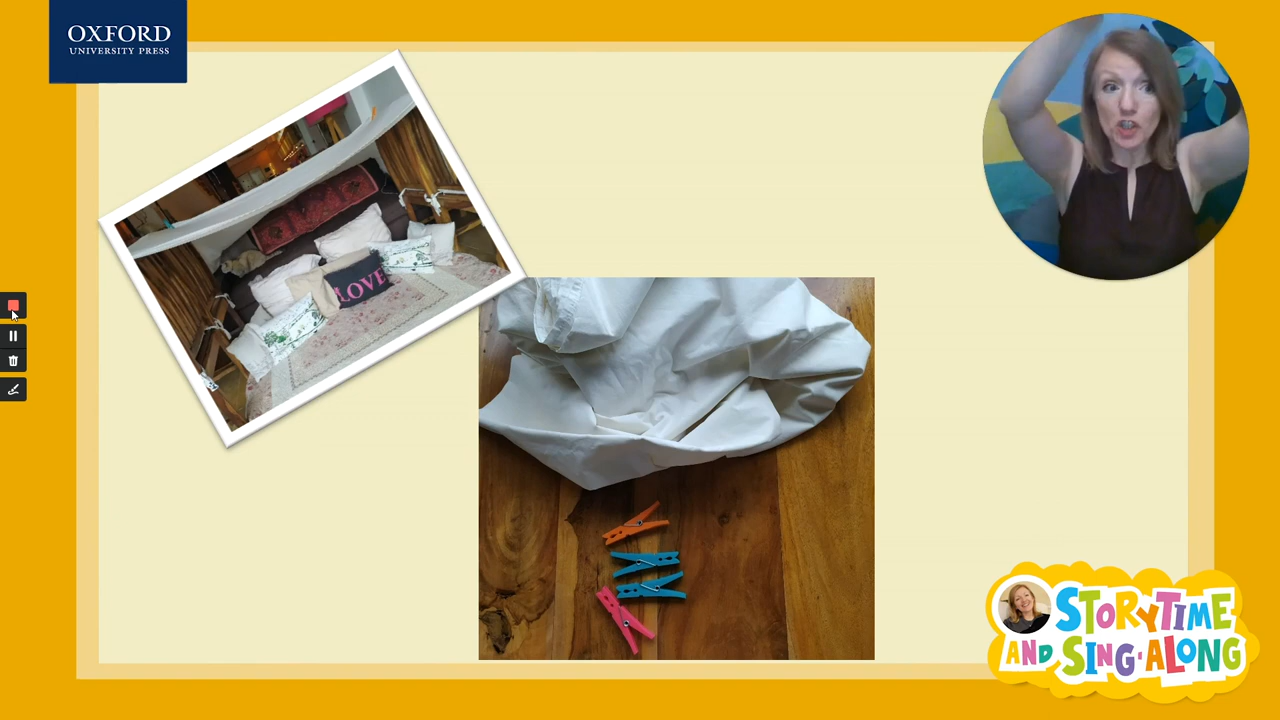 OXFORD
UNIVERSITY PRESS
LOVE
STORYTIME
AND SING-ALONG